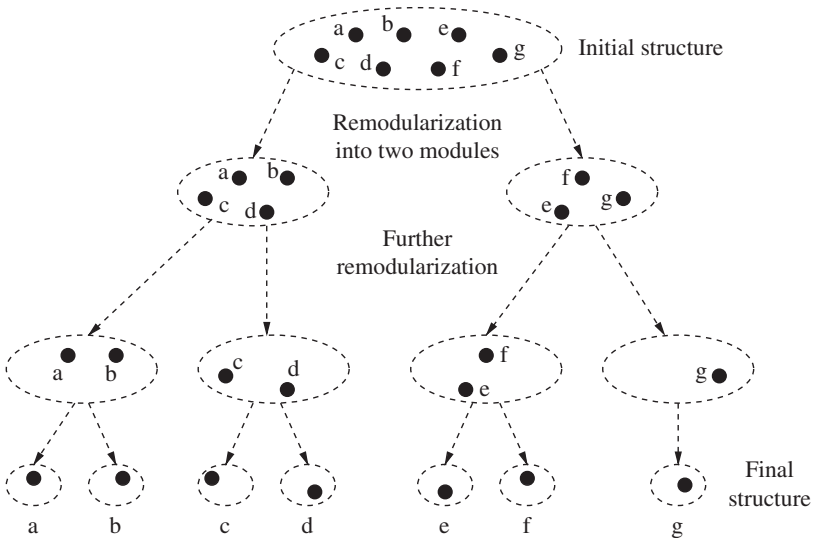 a b e
c d f g
Initial structure
Remodularization
into two modules
a b
c d
f
e g
Further
remodularization
a b
c d
f
e
g
Final
structure
a b c d e f g